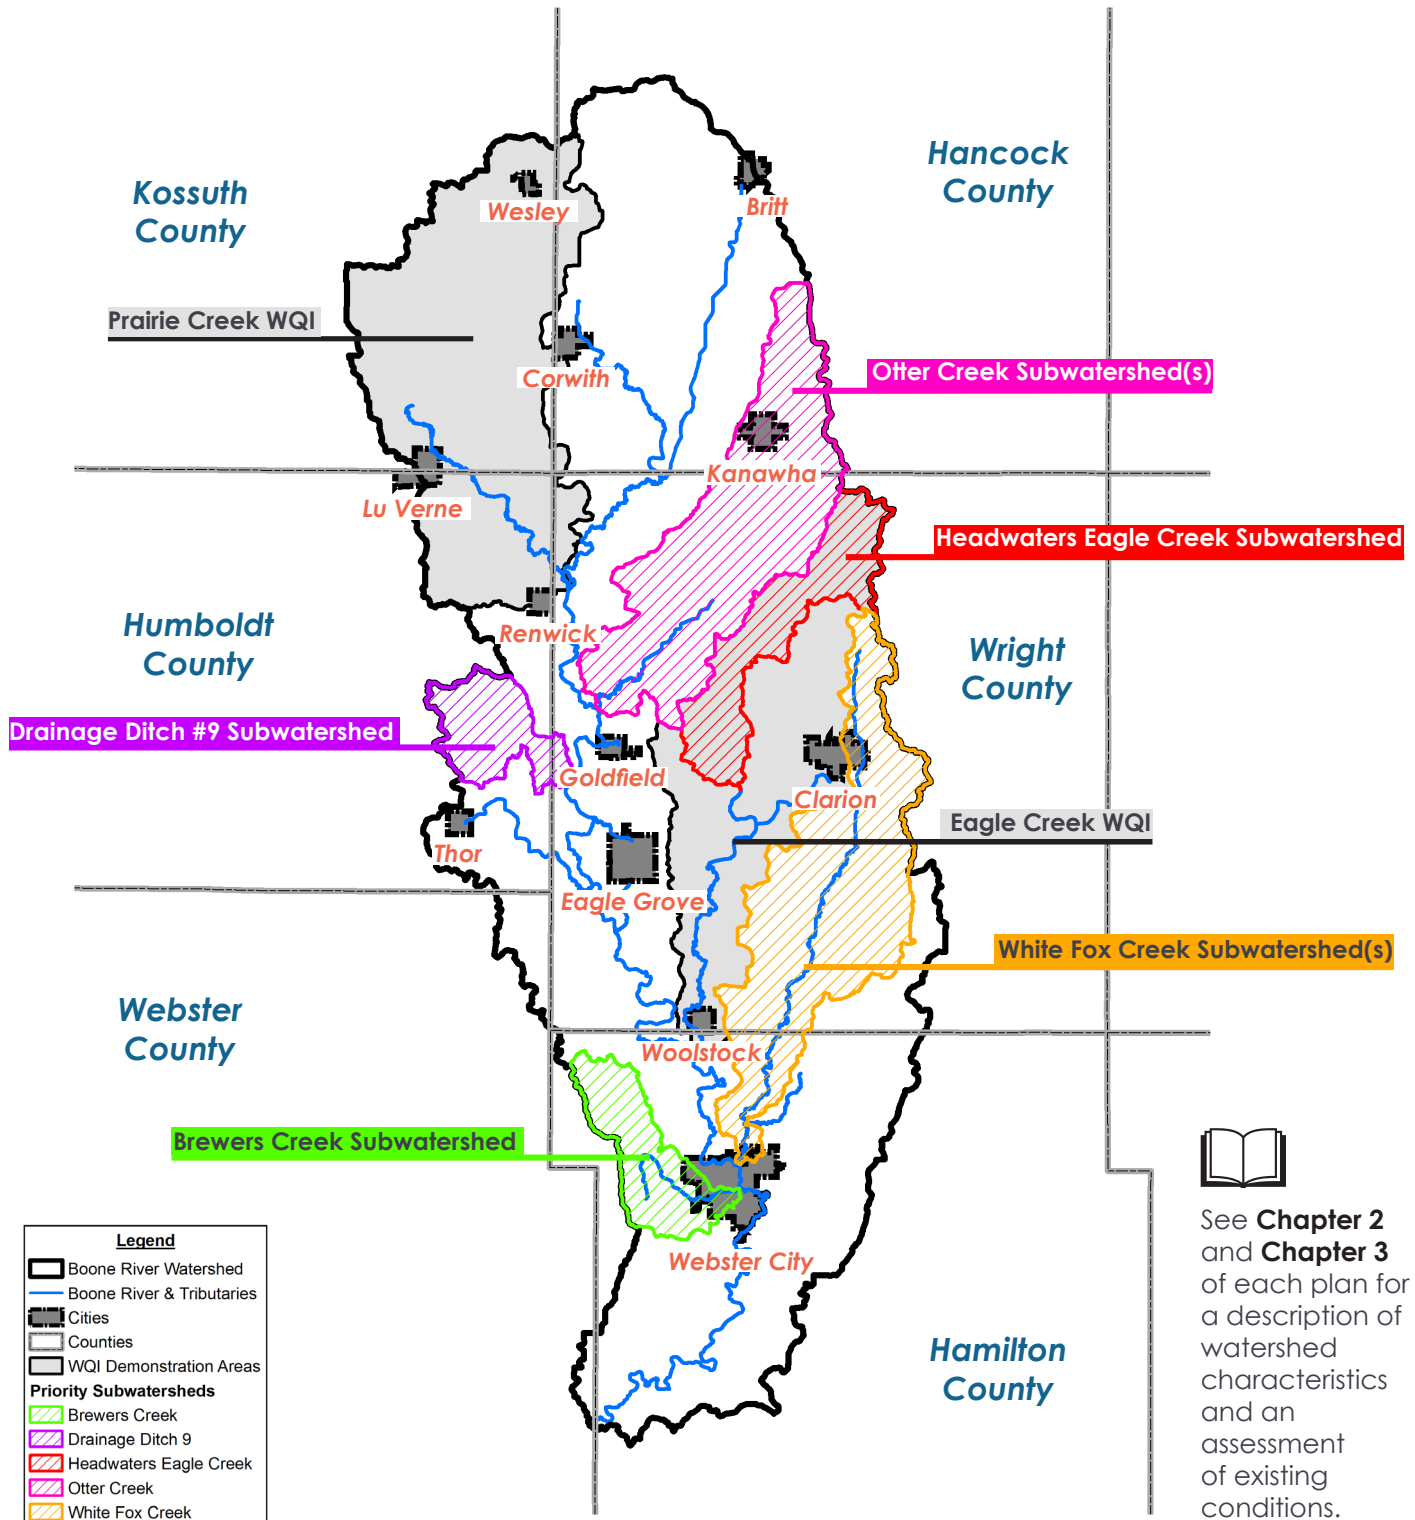 Hancock
County
Kossuth
County
Wesley
Britt
Prairie Creek WQI
Corwith
Otter Creek Subwatershed(s)
Kanawha
Lu Verne
Headwaters Eagle Creek Subwatershed
Humboldt
County
Renwick
Wright
County
Drainage Ditch #9 Subwatershed
Goldfield
Clarion
Eagle Creek WQI
Thor
Eagle Grove
White Fox Creek Subwatershed(s)
Webster
County
Woolstock
Brewers Creek Subwatershed
Webster City
Hamilton
County
See Chapter 2
and Chapter 3
of each plan for
a description of
watershed
characteristics
and an
assessment
of existing
conditions.
Legend
Boone River Watershed
Boone River & Tributaries
Cities
Counties
WQI Demonstration Areas
Priority Subwatersheds
Brewers Creek
Drainage Ditch 9
Headwaters Eagle Creek
Otter Creek
White Fox Creek